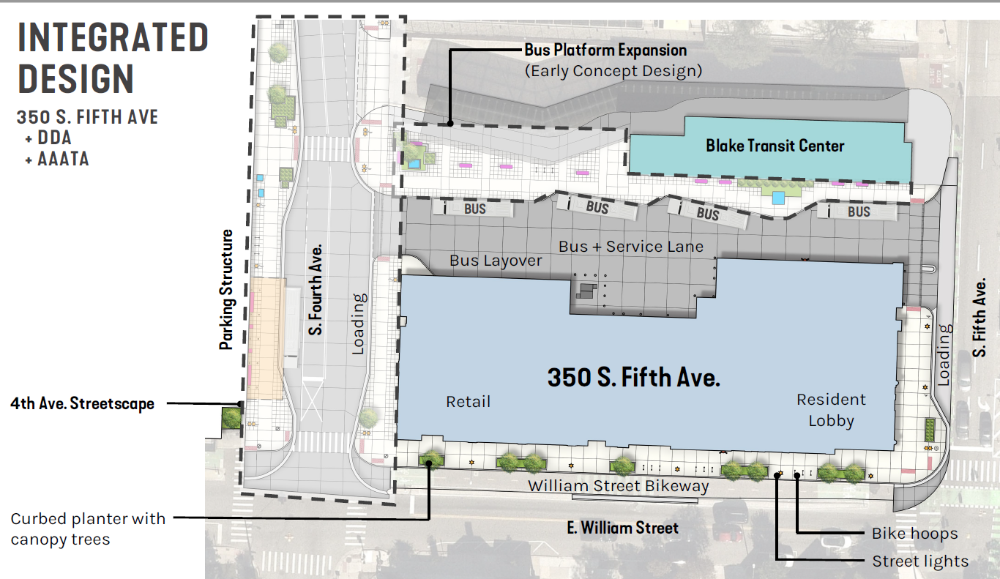 INTEGRATED
DESIGN
350 S. FIFTH AVE
+ DDA
+ AAATA
Bus Platform Expansion
(Early Concept Design)
Blake Transit Center
BUS
BUS
BUS
BUS
Bus + Service Lane
Bus Layover
Parking Structure
S. Fourth Ave.
Loading
350 S. Fifth Ave.
Retail
Resident
Lobby
Loading
S. Fifth Ave.
4th Ave. Streetscape
William Street Bikeway
Curbed planter with
canopy trees
E. William Street
Bike hoops
Street lights